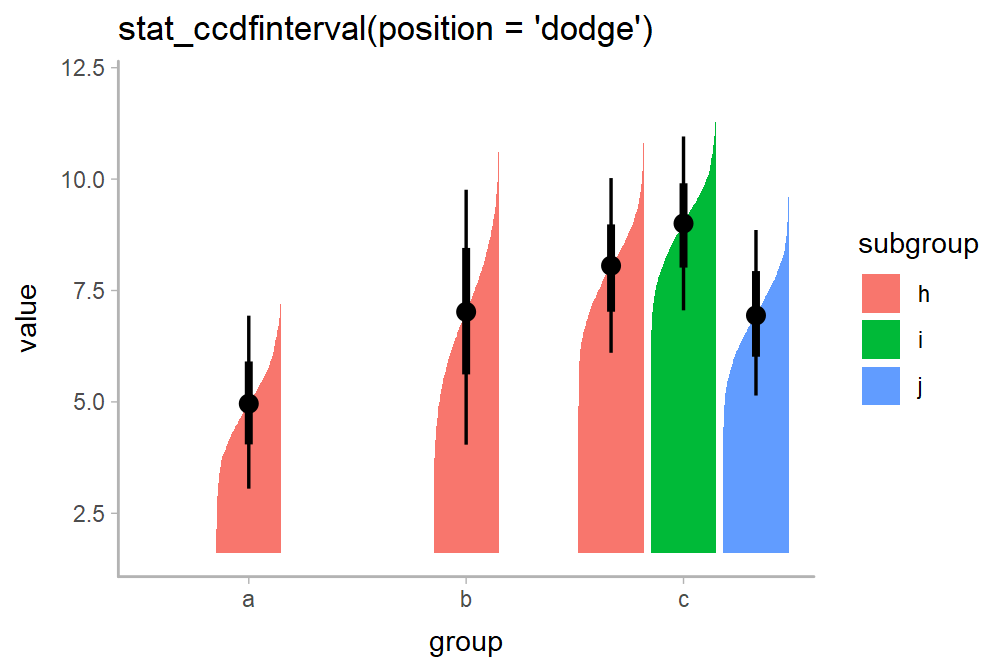 stat_ccdfinterval(position = 'dodge')
12.5
10.0
7.5
5.0
2.5
value
a b c
group
subgroup
h
i
j